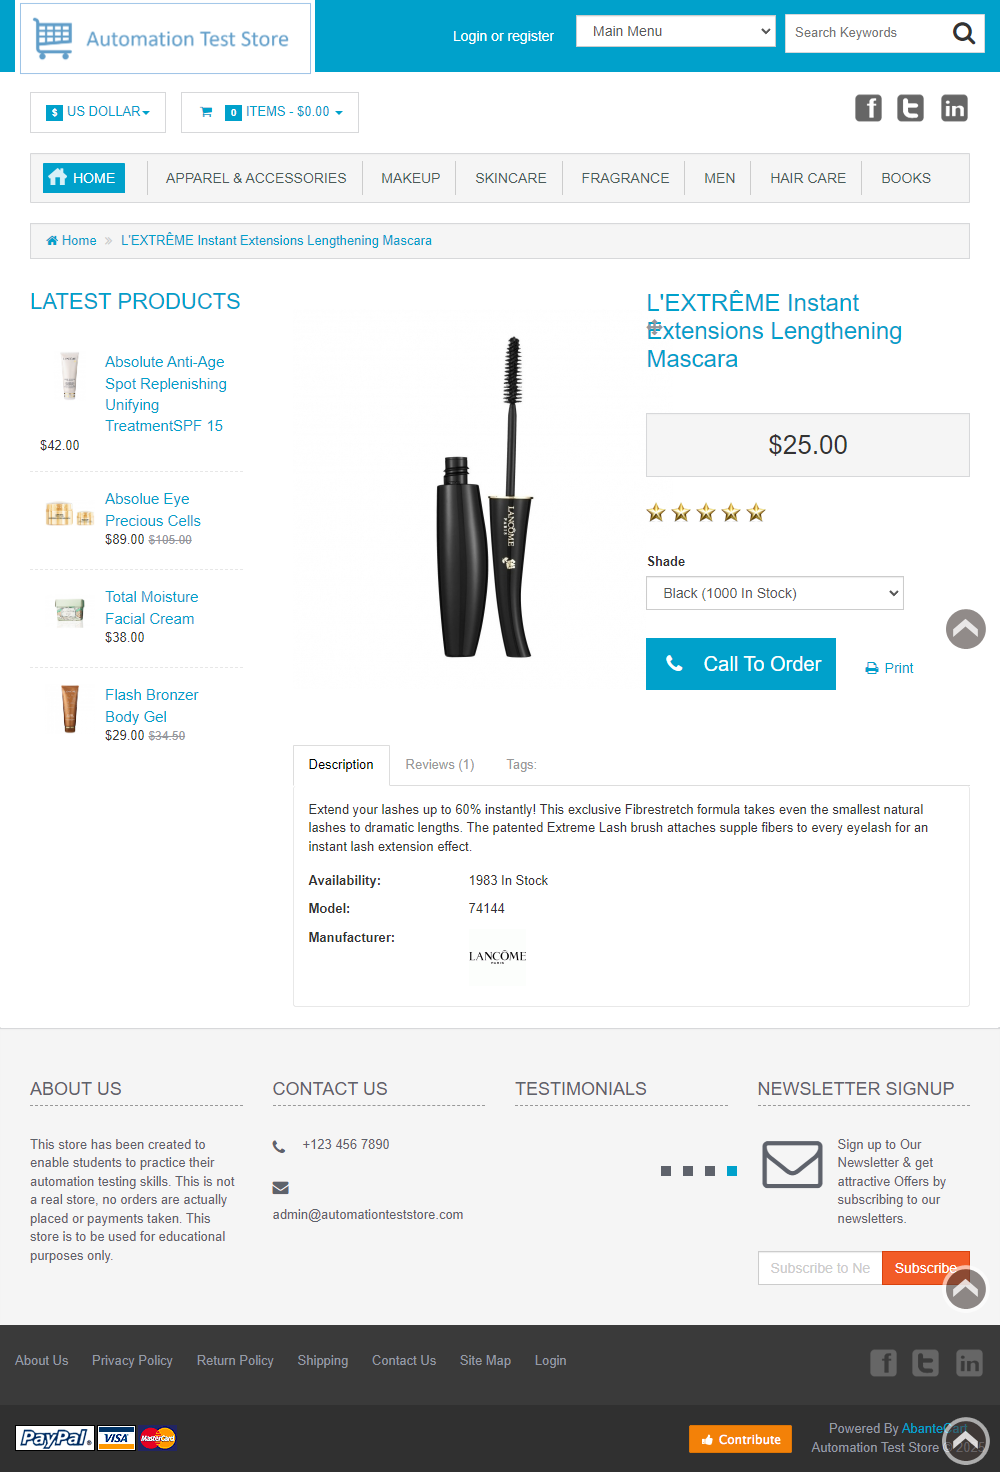 Automation Test Store
Login or register
Main Menu
Search Keywords
$ US DOLLAR
0 ITEMS - $0.00
HOME
APPAREL & ACCESSORIES
MAKEUP
SKINCARE
FRAGRANCE
MEN
HAIR CARE
BOOKS
Home » L'EXTRÊME Instant Extensions Lengthening Mascara
LATEST PRODUCTS
Absolute Anti-Age
Spot Replenishing
Unifying
TreatmentSPF 15
$42.00
Absolue Eye
Precious Cells
$89.00 $105.00
Total Moisture
Facial Cream
$38.00
Flash Bronzer
Body Gel
$29.00 $34.50
LANCÔME
PARIS
L'EXTRÊME Instant
Extensions Lengthening
Mascara
$25.00
Shade
Black (1000 In Stock)
Call To Order
Print
Description
Reviews (1)
Tags:
Extend your lashes up to 60% instantly! This exclusive Fibrestretch formula takes even the smallest natural
lashes to dramatic lengths. The patented Extreme Lash brush attaches supple fibers to every eyelash for an
instant lash extension effect.
Availability: 1983 In Stock
Model: 74144
Manufacturer:
LANCÔME
PARIS
ABOUT US
This store has been created to
enable students to practice their
automation testing skills. This is not
a real store, no orders are actually
placed or payments taken. This
store is to be used for educational
purposes only.
CONTACT US
+123 456 7890
admin@automationteststore.com
TESTIMONIALS
NEWSLETTER SIGNUP
Sign up to Our
Newsletter & get
attractive Offers by
subscribing to our
newsletters.
Subscribe to Ne
Subscribe
About Us
Privacy Policy
Return Policy
Shipping
Contact Us
Site Map
Login
PayPal
VISA
MasterCard
Contribute
Powered By AbanteCart
Automation Test Store ©